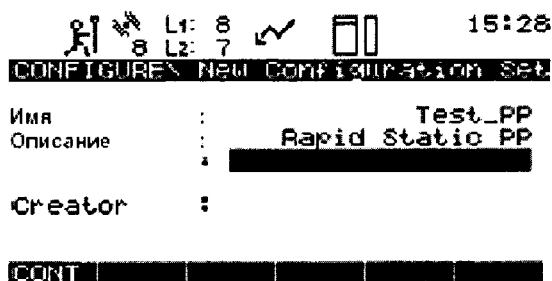 8 L1: 8 15:28
L2: 7
CONFIGURE\ New Configuration Set
Имя : Test_PP
Описание : Rapid Static PP
:
Creator :
CONT